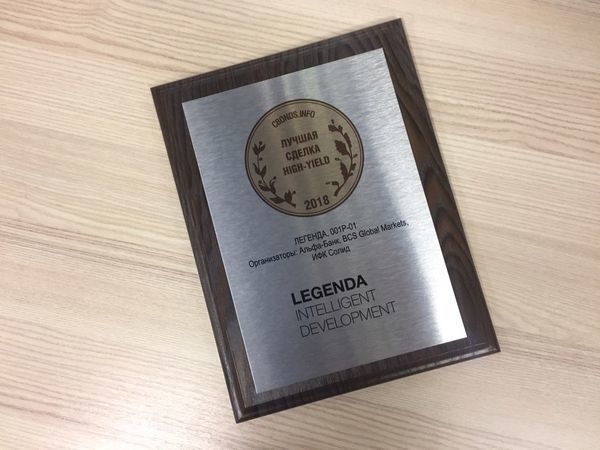 CBONDS.INFO
ЛУЧШАЯ
СДЕЛКА
HIGH-YIELD
2018
ЛЕГЕНДА, 001P-01
Организаторы: Альфа-Банк, BCS Global Markets,
ИФК Солид
LEGENDA
INTELLIGENT
DEVELOPMENT